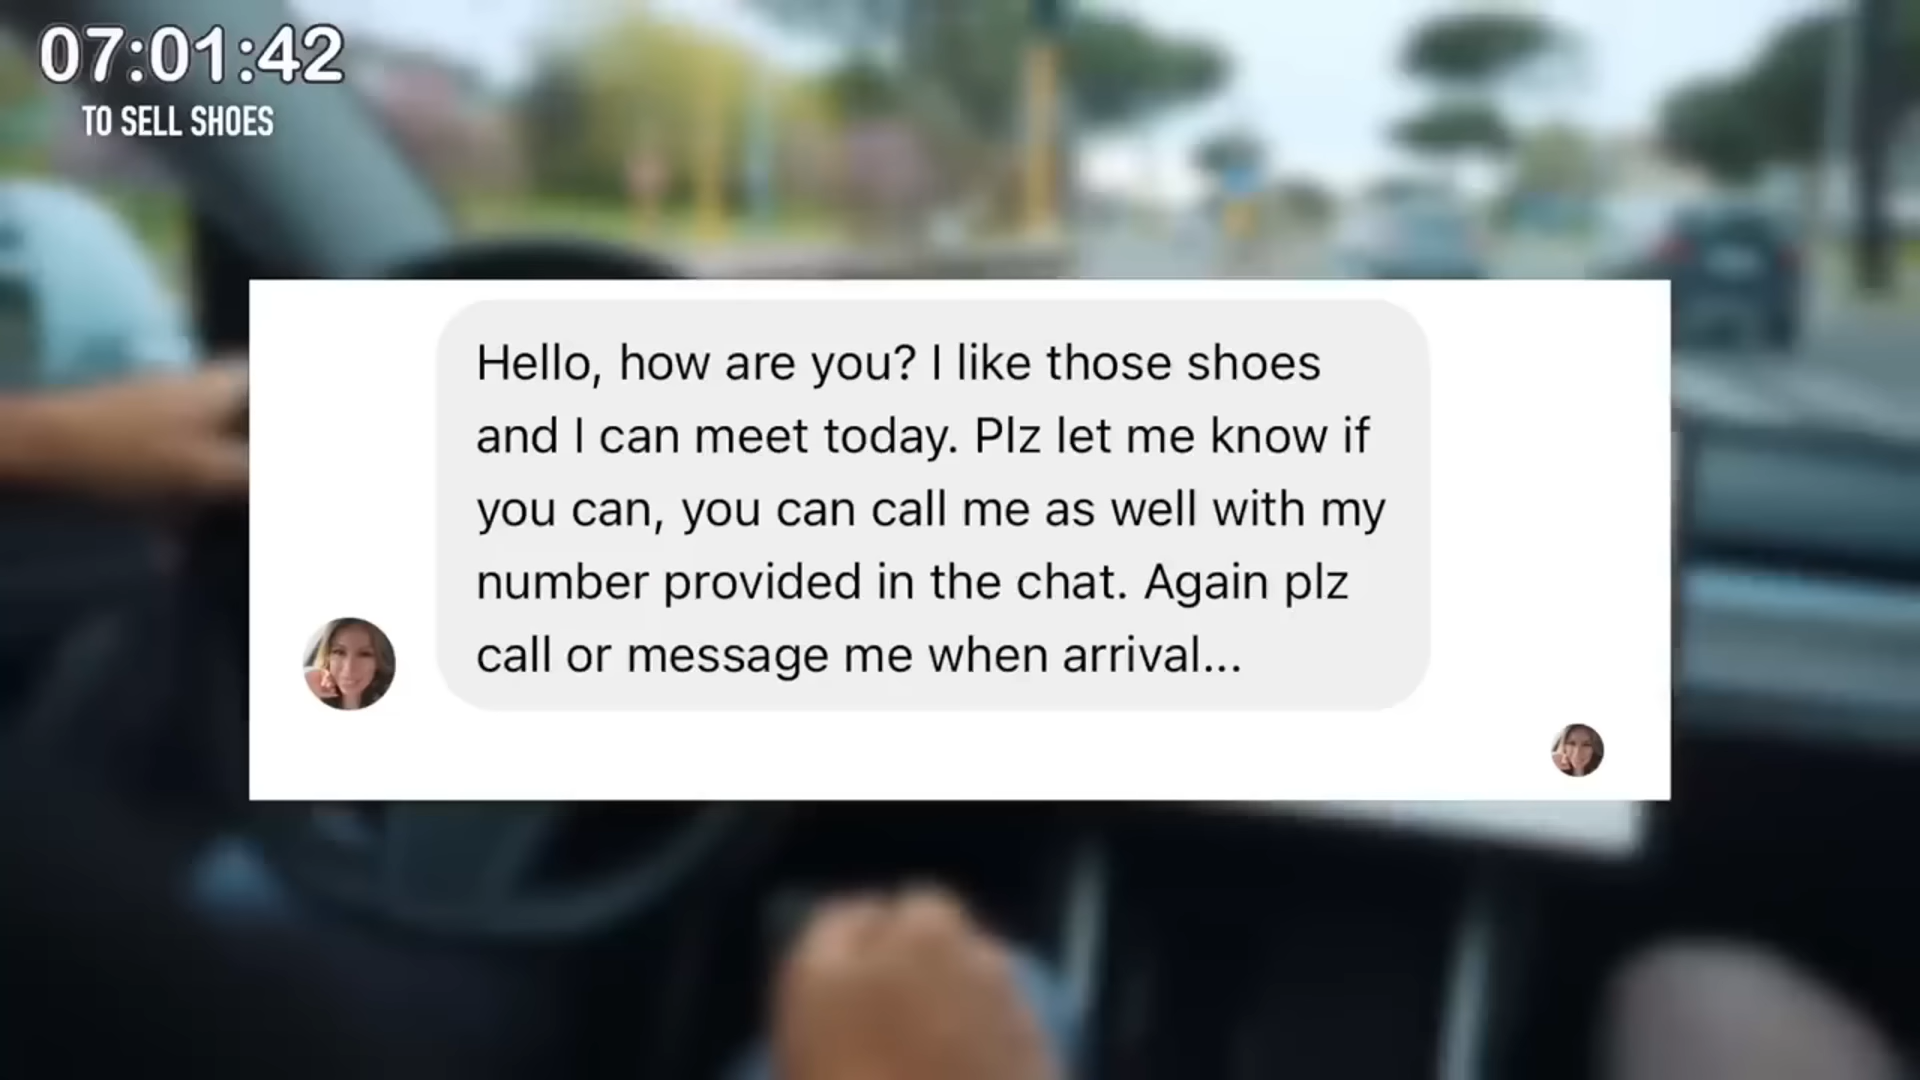 07:01:42
TO SELL SHOES
Hello, how are you? I like those shoes
and I can meet today. Plz let me know if
you can, you can call me as well with my
number provided in the chat. Again plz
call or message me when arrival...